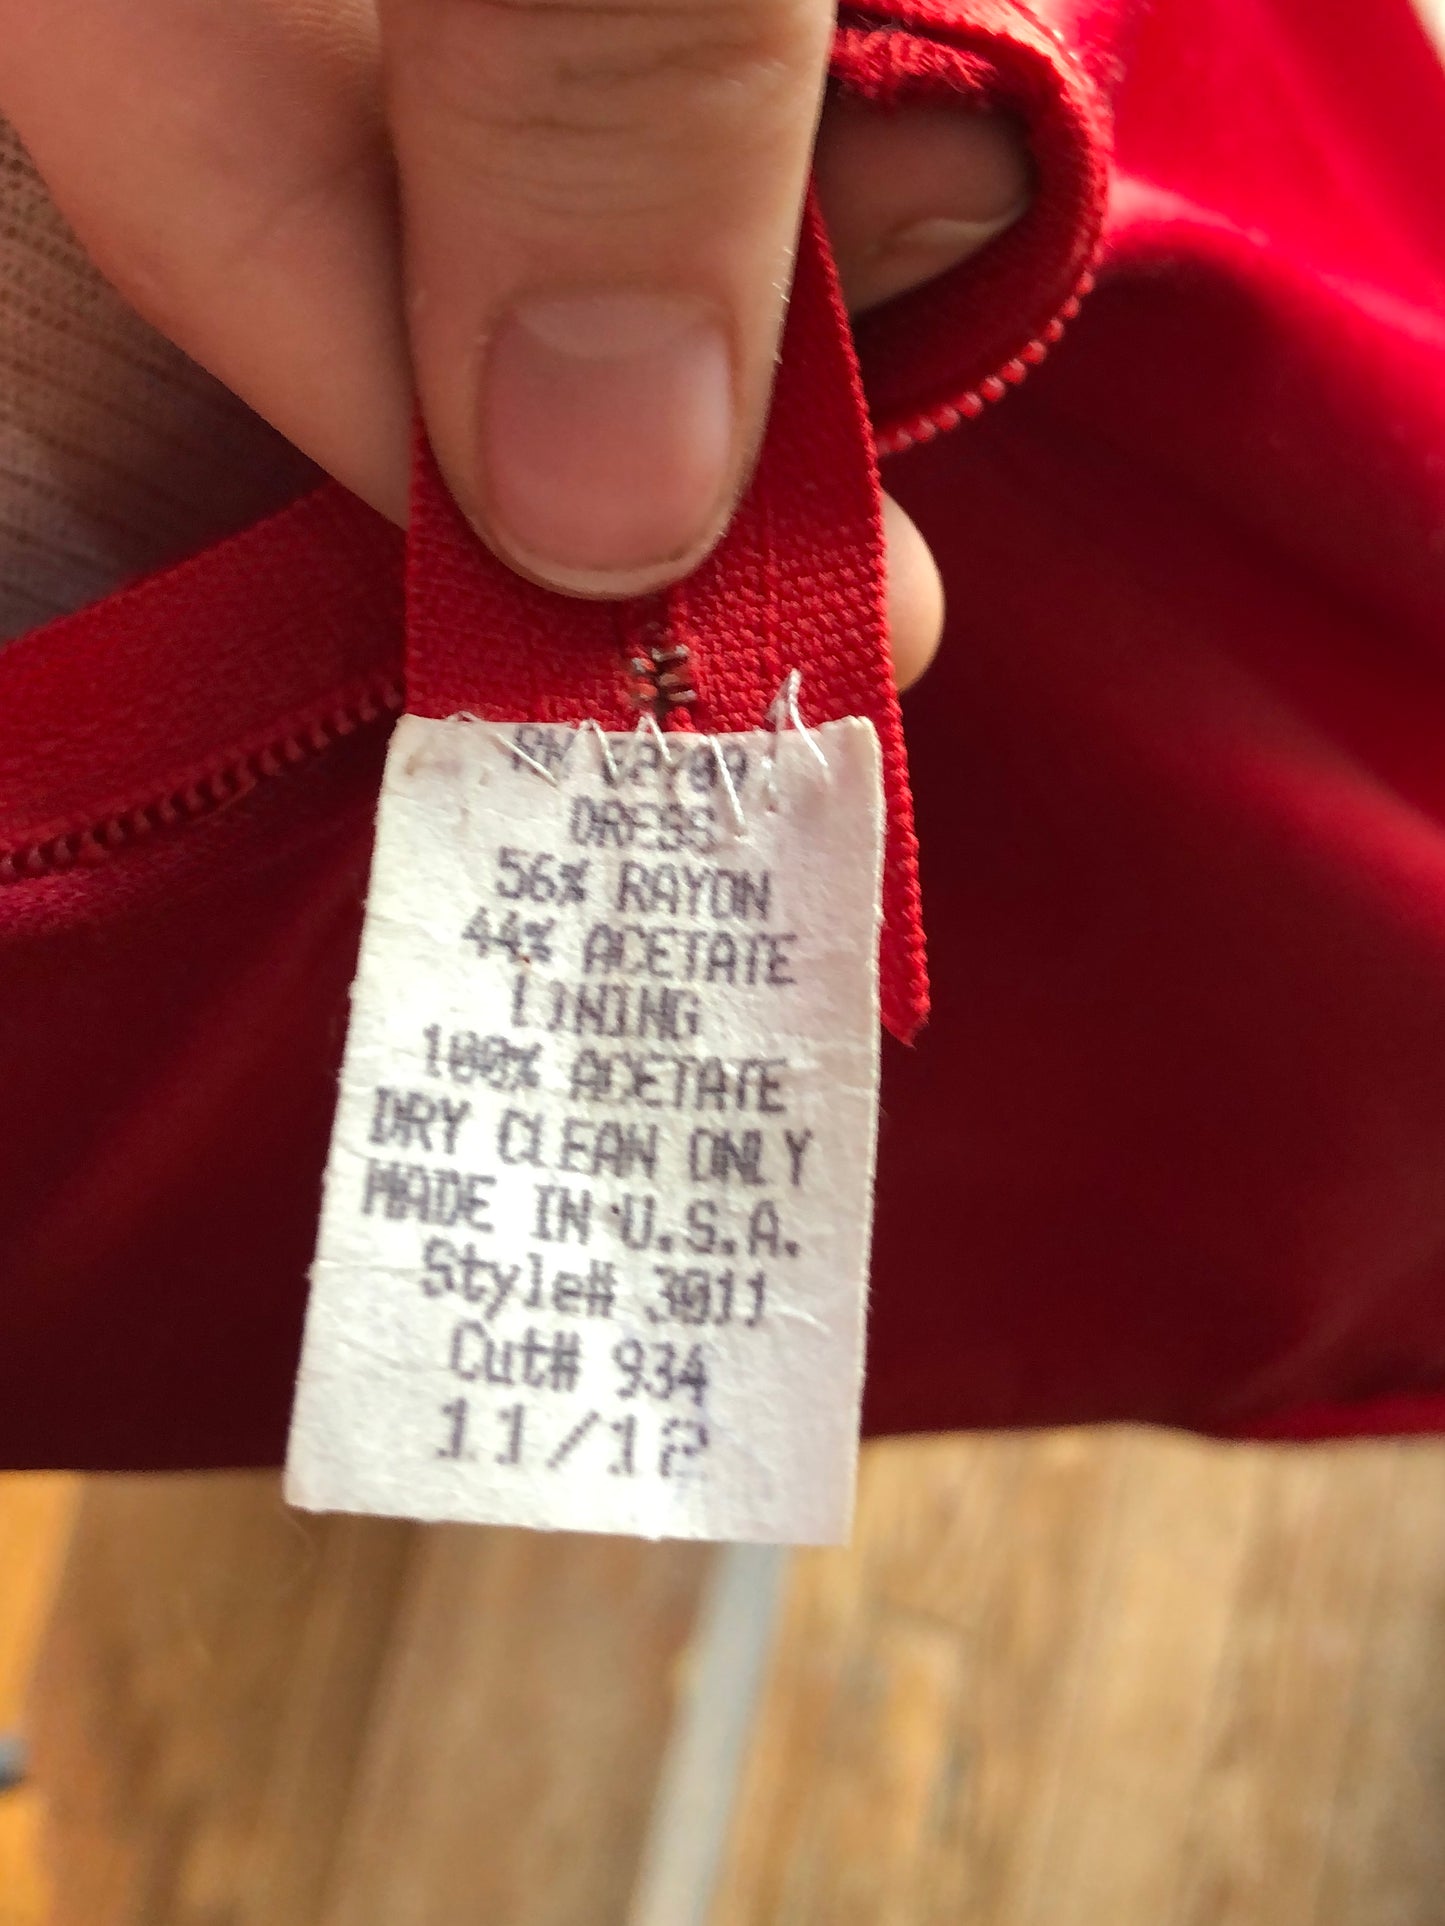 DRESS
56% RAYON
44% ACETATE
LINING
100% ACETATE
DRY CLEAN ONLY
MADE IN U.S.A.
Style# 3011
Cut# 934
11/12